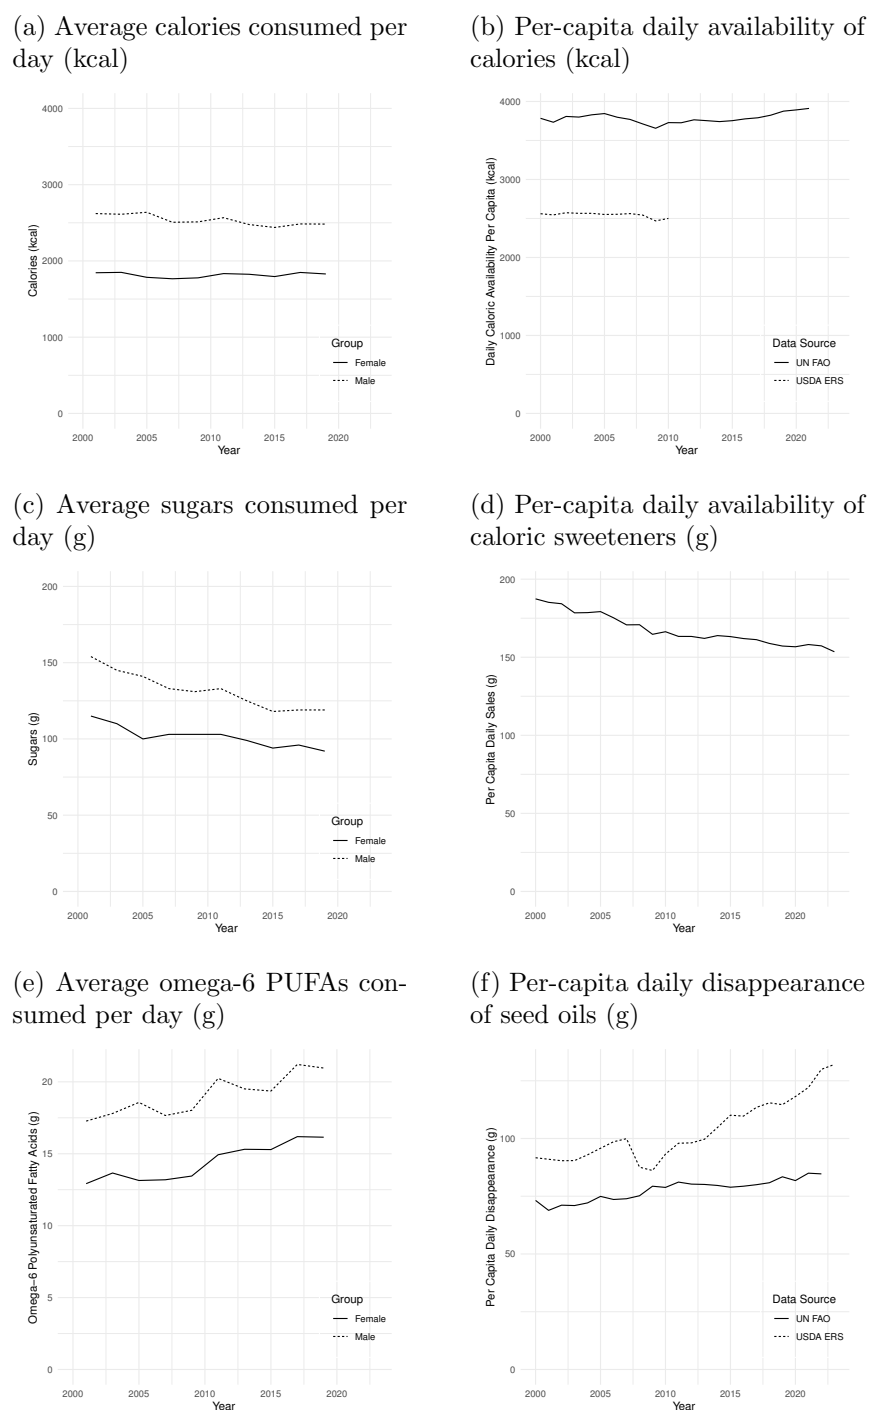 (a) Average calories consumed per
day (kcal)
4000
3000
2000
1000
0
Calories (kcal)
2000
2005
2010
2015
2020
Year
Group
Female
Male
(b) Per-capita daily availability of
calories (kcal)
4000
3000
2000
1000
0
Daily Caloric Availability Per Capita (kcal)
2000
2005
2010
2015
2020
Year
Data Source
UN FAO
USDA ERS
(c) Average sugars consumed per
day (g)
200
150
100
50
0
Sugars (g)
2000
2005
2010
2015
2020
Year
Group
Female
Male
(d) Per-capita daily availability of
caloric sweeteners (g)
200
150
100
50
0
Per Capita Daily Sales (g)
2000
2005
2010
2015
2020
Year
(e) Average omega-6 PUFAs con-
sumed per day (g)
20
15
10
5
0
Omega−6 Polyunsaturated Fatty Acids (g)
2000
2005
2010
2015
2020
Year
Group
Female
Male
(f) Per-capita daily disappearance
of seed oils (g)
100
50
0
Per Capita Daily Disappearance (g)
2000
2005
2010
2015
2020
Year
Data Source
UN FAO
USDA ERS